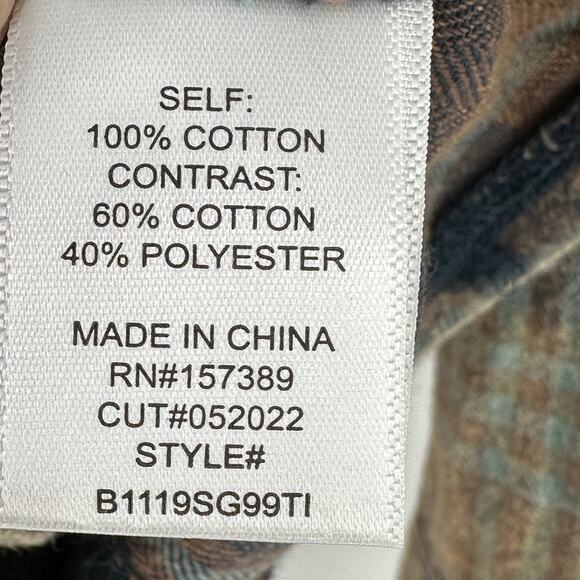 SELF:
100% COTTON
CONTRAST:
60% COTTON
40% POLYESTER
MADE IN CHINA
RN#157389
CUT#052022
STYLE#
B1119SG99TI